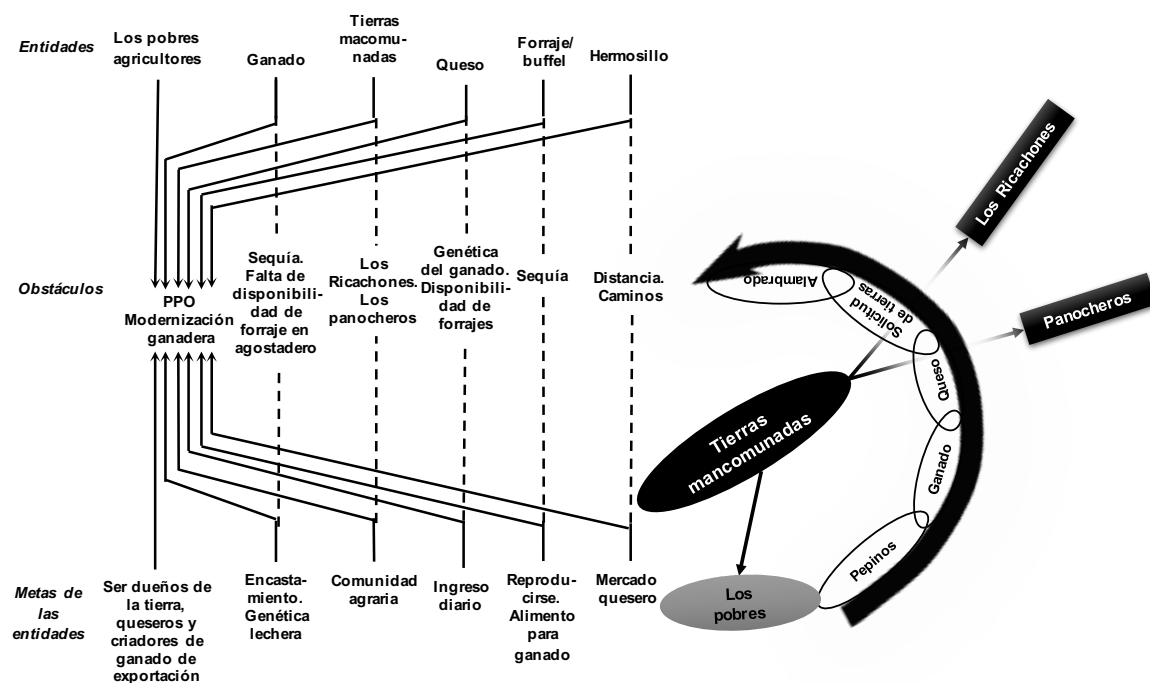 Entidades
Los pobres
agricultores
Ganado
Tierras
macomu-
nadas
Queso
Forraje/
buffel
Hermosillo
Obstáculos
PPO
Modernización
ganadera
Sequía.
Falta de
disponibili-
dad de
forraje en
agostadero
Los
Ricachones.
Los
panocheros
Genética
del ganado.
Disponibili-
dad de
forrajes
Sequía
Distancia.
Caminos
Metas de
las
entidades
Ser dueños de
la tierra,
queseros y
criadores de
ganado de
exportación
Encasta-
miento.
Genética
lechera
Comunidad
agraria
Ingreso
diario
Reprodu-
cirse.
Alimento
para
ganado
Mercado
quesero
Los Ricachones
Panocheros
Alambrado
Solicitud
de tierras
Queso
Ganado
Pepinos
Tierras
mancomunadas
Los
pobres